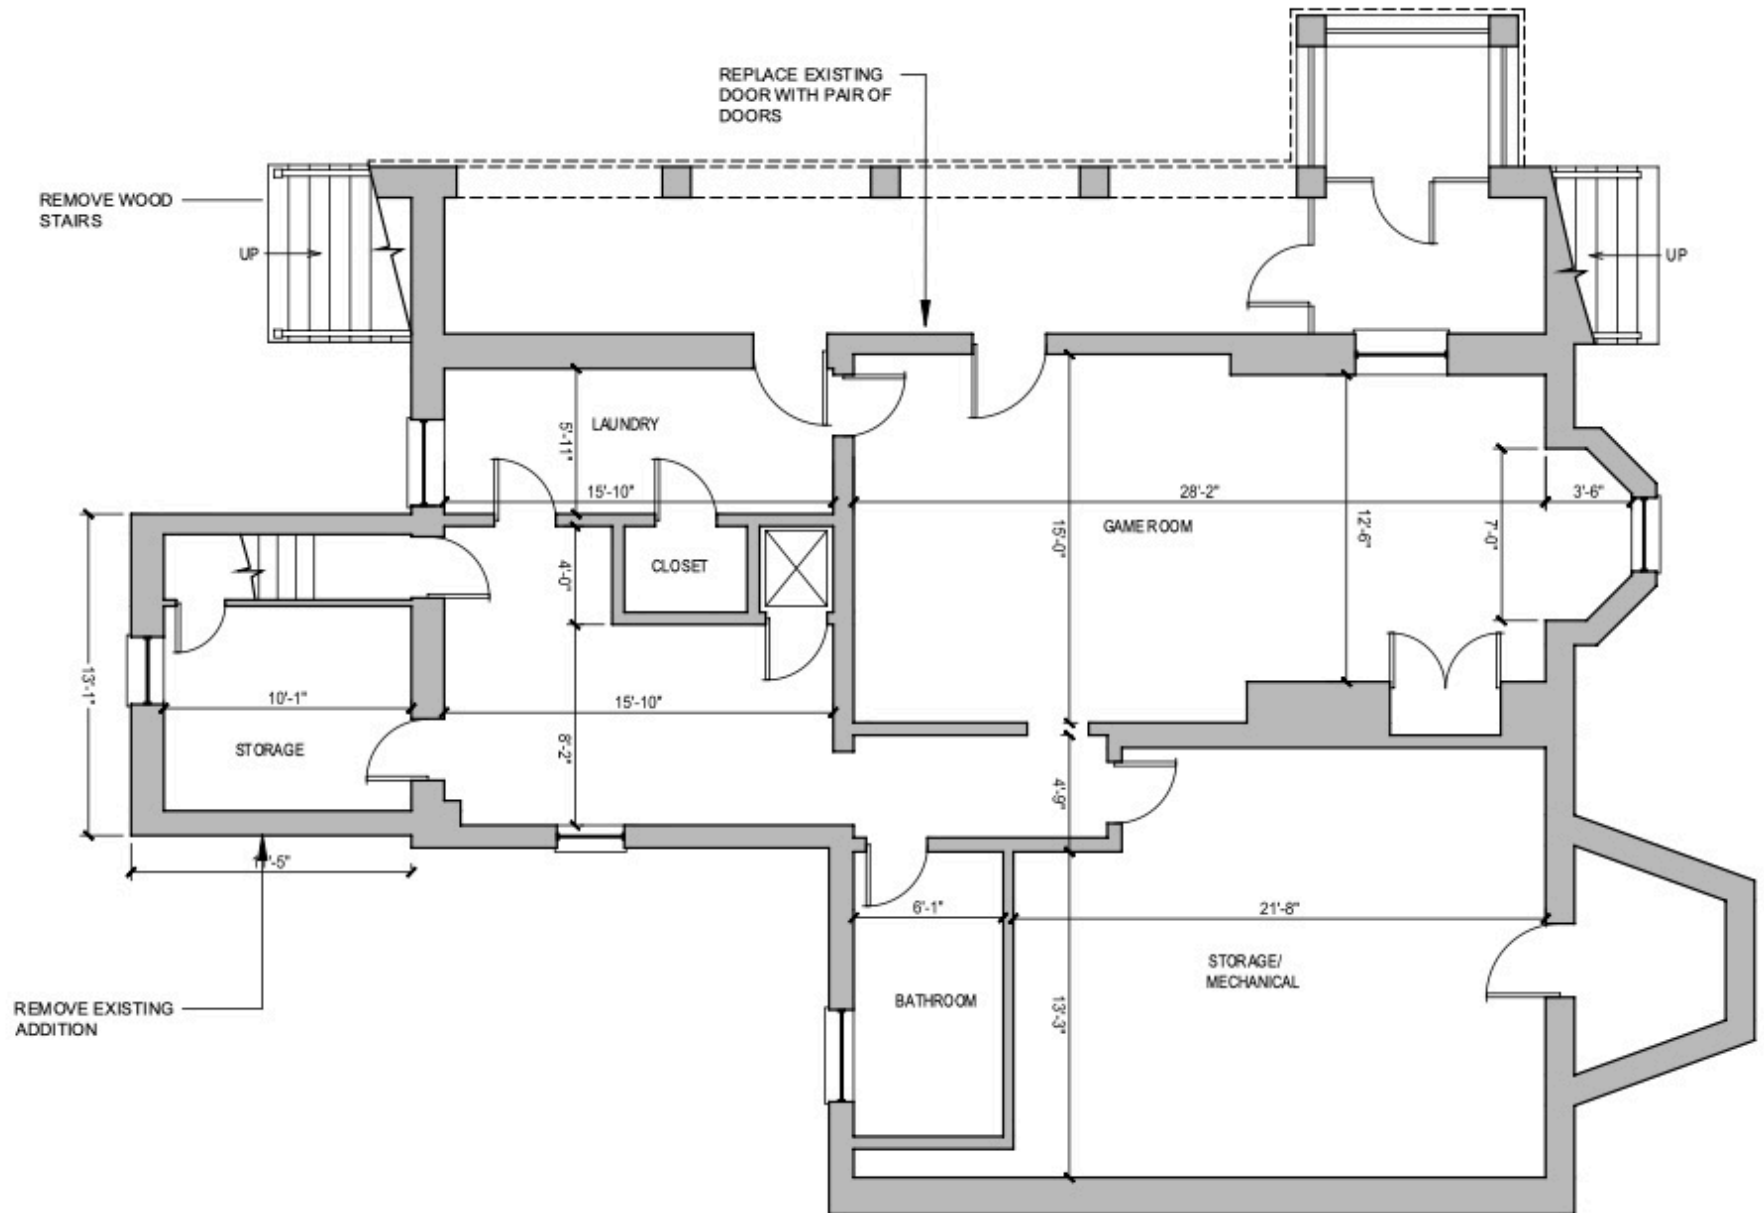 REPLACE EXISTING
DOOR WITH PAIR OF
DOORS
REMOVE WOOD
STAIRS
UP
UP
LAUNDRY
5'-11"
15'-10"
28'-2"
3'-6"
GAME ROOM
15'-0"
12'-6"
7'-0"
CLOSET
4'-0"
13'-1"
10'-1"
15'-10"
STORAGE
8'-2"
4'-9"
6'-1"
21'-8"
STORAGE/
MECHANICAL
BATHROOM
13'-3"
REMOVE EXISTING
ADDITION